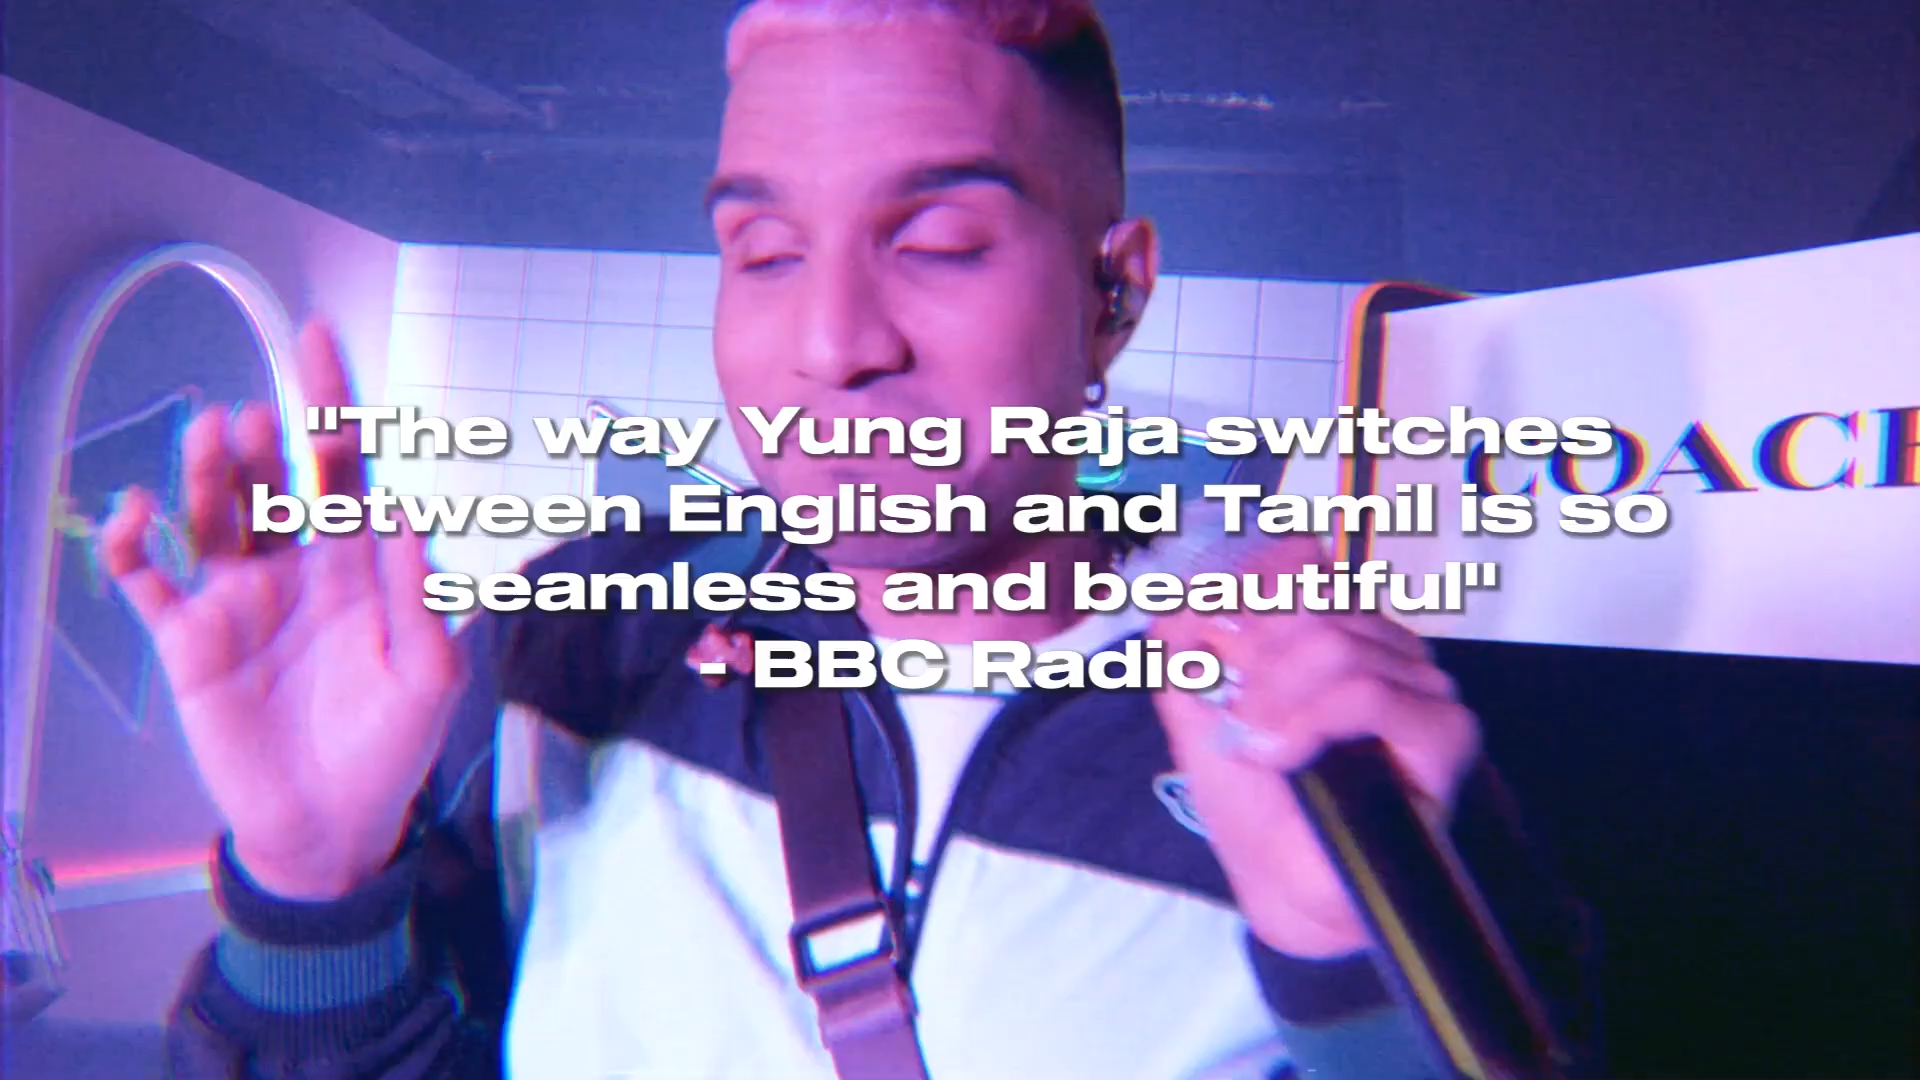 "The way Yung Raja switches
between English and Tamil is so
seamless and beautiful"
- BBC Radio
COACH